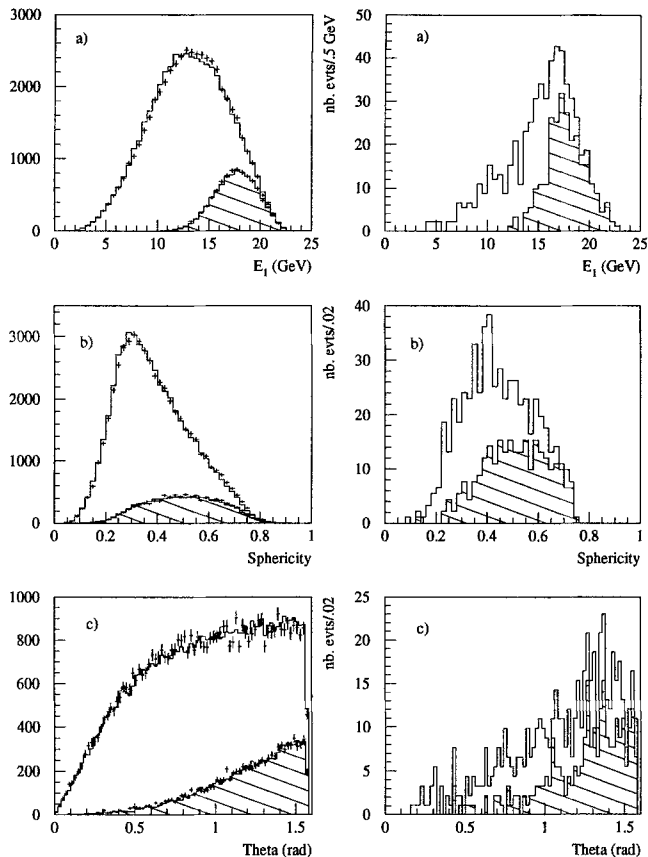 a)
3000
2000
1000
0
0 5 10 15 20 25
E1 (GeV)
nb. evts/.5 GeV
a)
50
40
30
20
10
0
0 5 10 15 20 25
E1 (GeV)
b)
3000
2000
1000
0
0 0.2 0.4 0.6 0.8 1
Sphericity
nb. evts/.02
b)
40
30
20
10
0
0 0.2 0.4 0.6 0.8 1
Sphericity
c)
1000
800
600
400
200
0
0 0.5 1 1.5
Theta (rad)
nb. evts/.02
c)
25
20
15
10
5
0
0 0.5 1 1.5
Theta (rad)